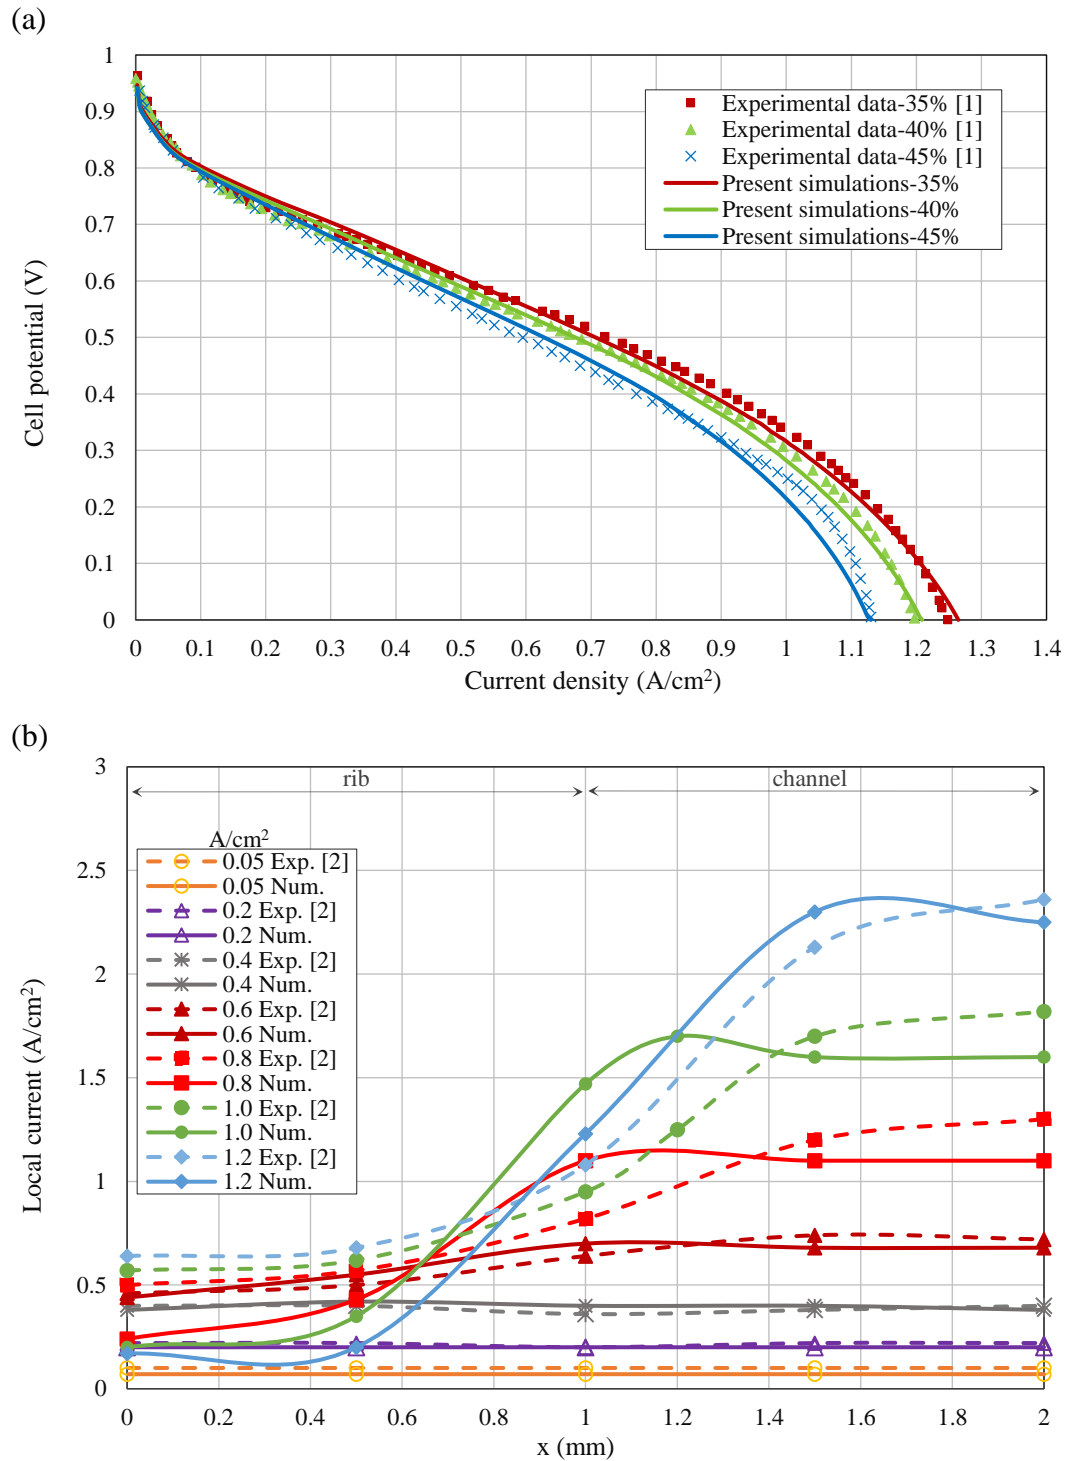 (a)
1
0.9
0.8
0.7
0.6
0.5
0.4
0.3
0.2
0.1
0
Cell potential (V)
Experimental data-35% [1]
Experimental data-40% [1]
Experimental data-45% [1]
Present simulations-35%
Present simulations-40%
Present simulations-45%
0 0.1 0.2 0.3 0.4 0.5 0.6 0.7 0.8 0.9 1 1.1 1.2 1.3 1.4
Current density (A/cm²)
(b)
3
2.5
2
1.5
1
0.5
0
Local current (A/cm²)
rib channel
A/cm²
0.05 Exp. [2]
0.05 Num.
0.2 Exp. [2]
0.2 Num.
0.4 Exp. [2]
0.4 Num.
0.6 Exp. [2]
0.6 Num.
0.8 Exp. [2]
0.8 Num.
1.0 Exp. [2]
1.0 Num.
1.2 Exp. [2]
1.2 Num.
0 0.2 0.4 0.6 0.8 1 1.2 1.4 1.6 1.8 2
x (mm)